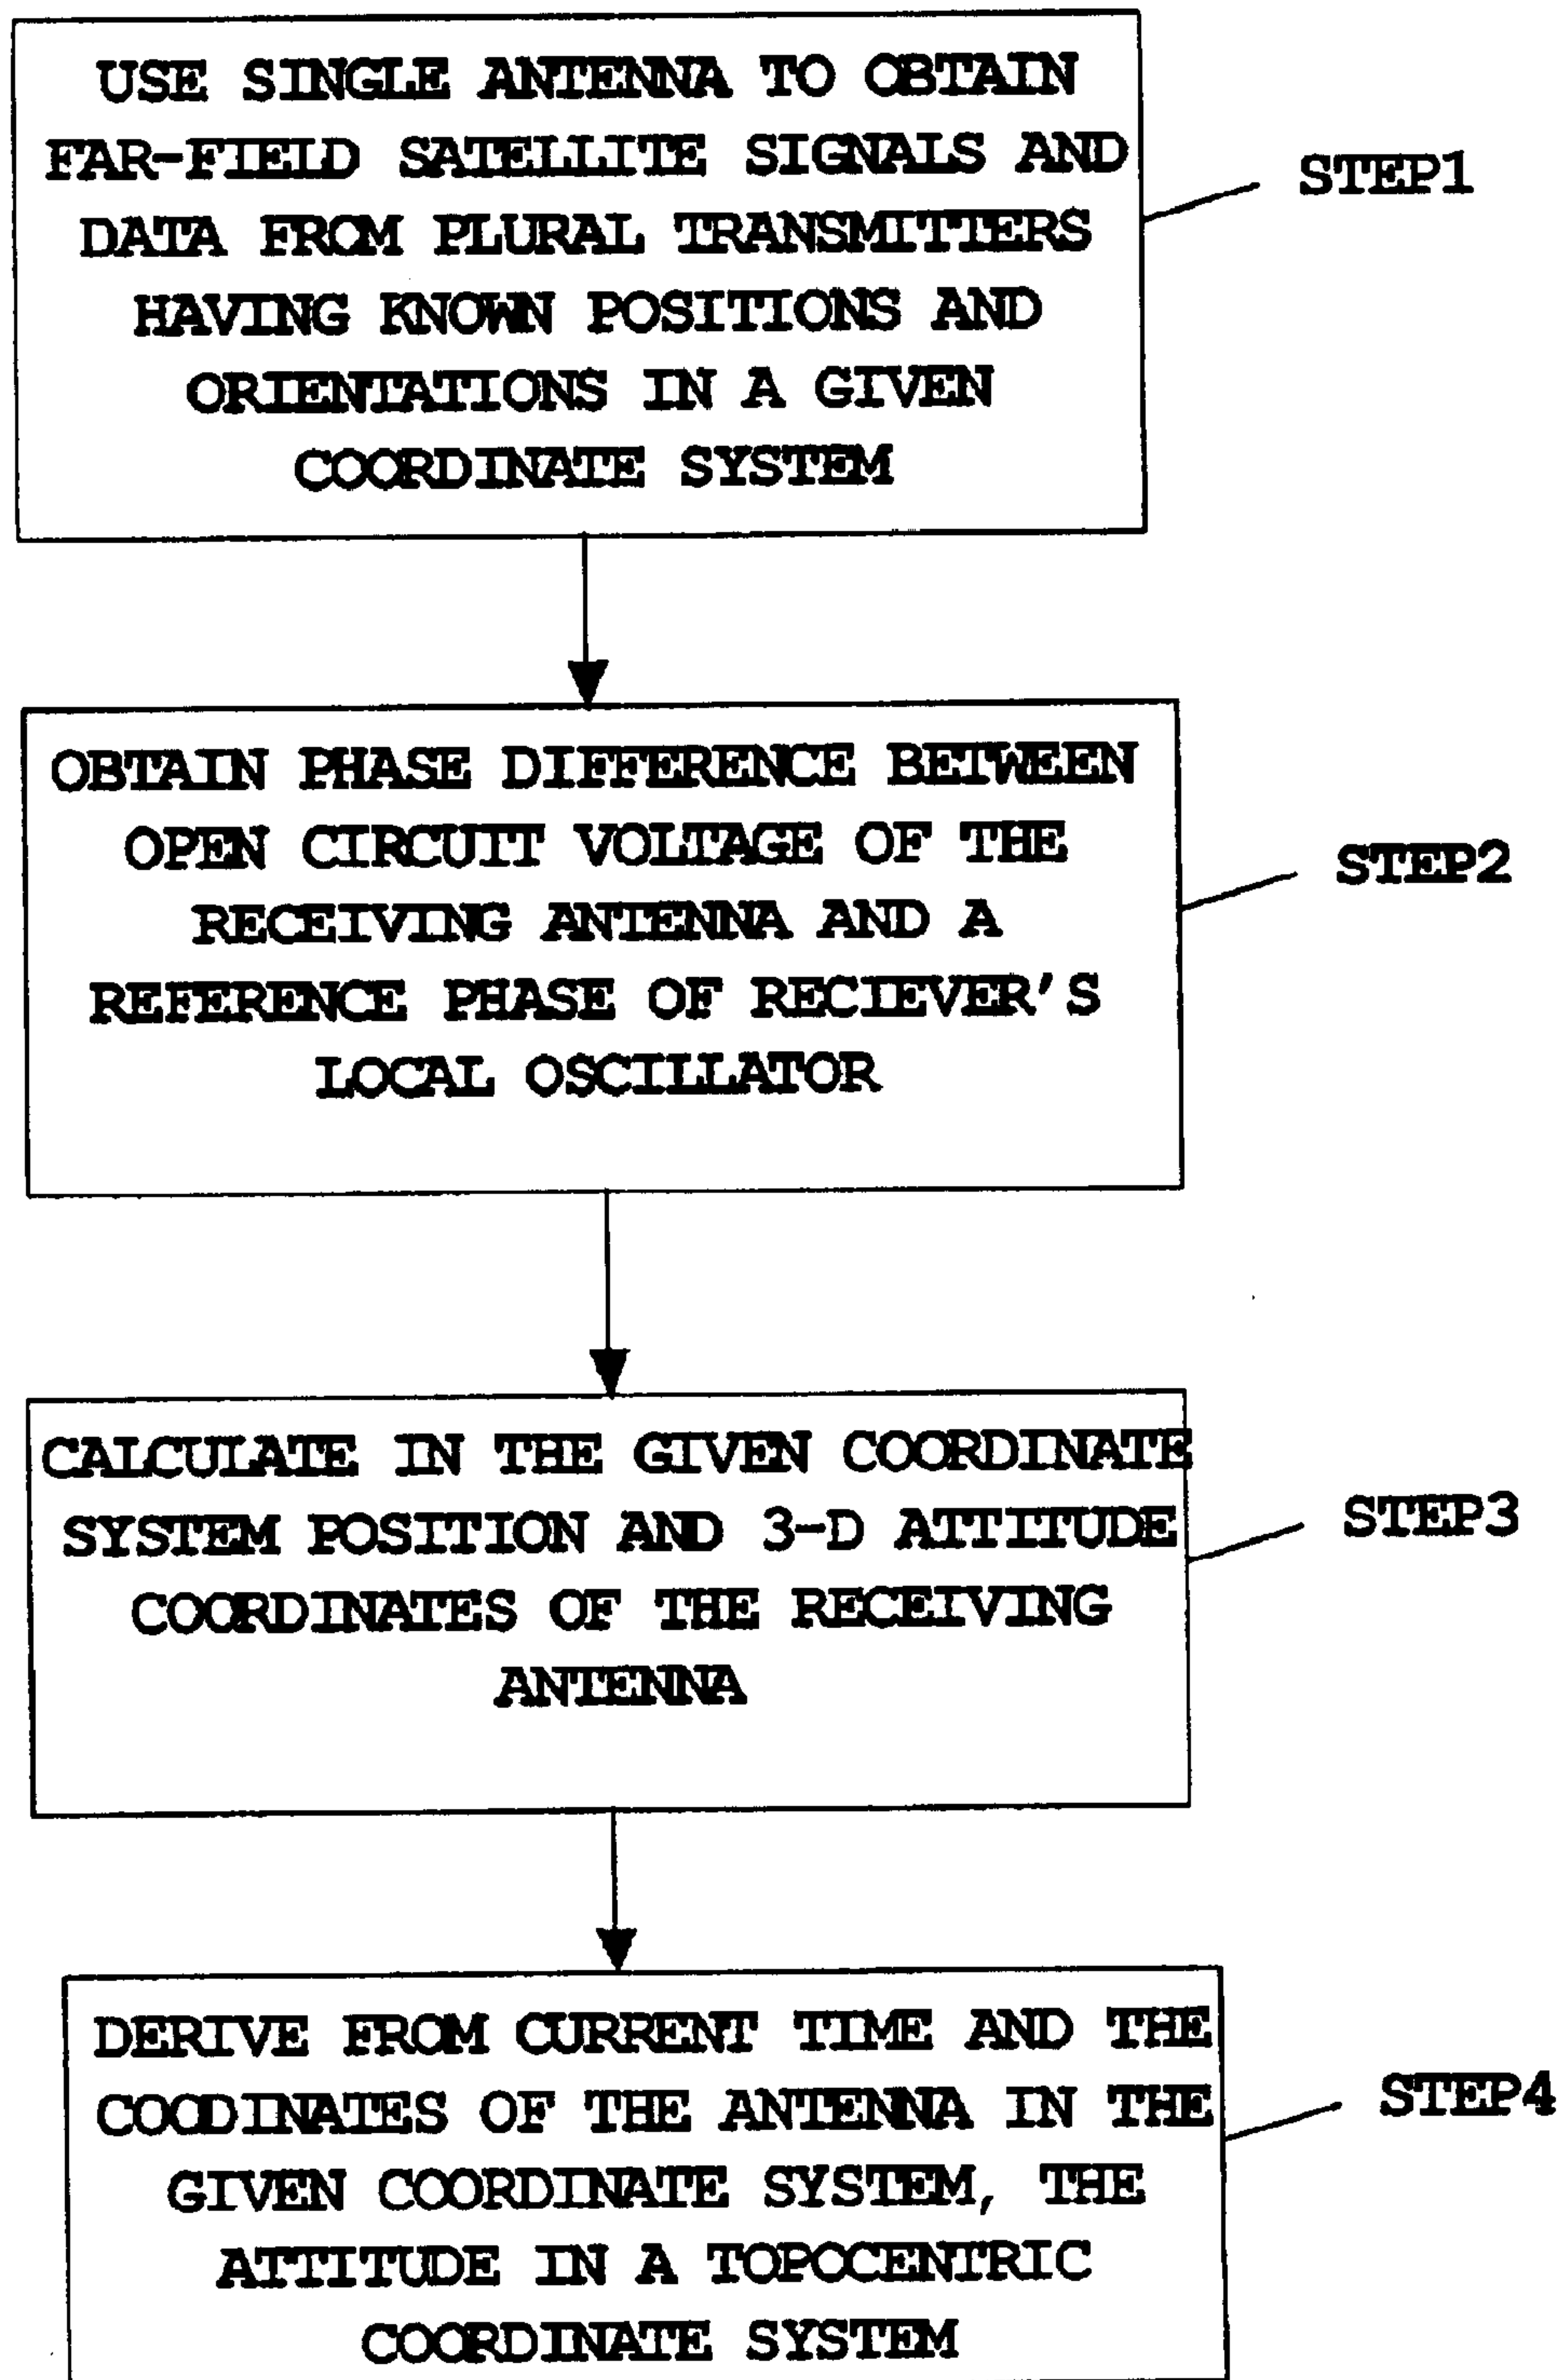 USE SINGLE ANTENNA TO OBTAIN
FAR-FIELD SATELLITE SIGNALS AND
DATA FROM PLURAL TRANSMITTERS
HAVING KNOWN POSITIONS AND
ORIENTATIONS IN A GIVEN
COORDINATE SYSTEM
STEP1
OBTAIN PHASE DIFFERENCE BETWEEN
OPEN CIRCUIT VOLTAGE OF THE
RECEIVING ANTENNA AND A
REFERENCE PHASE OF RECIEVER'S
LOCAL OSCILLATOR
STEP2
CALCULATE IN THE GIVEN COORDINATE
SYSTEM POSITION AND 3-D ATTITUDE
COORDINATES OF THE RECEIVING
ANTENNA
STEP3
DERIVE FROM CURRENT TIME AND THE
COODINATES OF THE ANTENNA IN THE
GIVEN COORDINATE SYSTEM, THE
ATTITUDE IN A TOPOCENTRIC
COORDINATE SYSTEM
STEP4